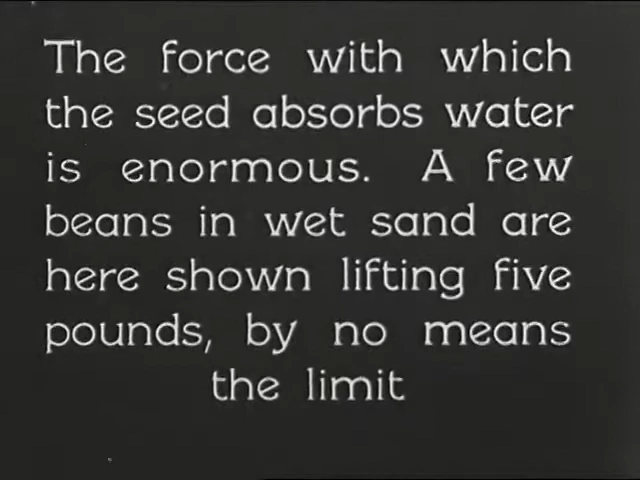 The force with which
the seed absorbs water
is enormous. A few
beans in wet sand are
here shown lifting five
pounds, by no means
the limit